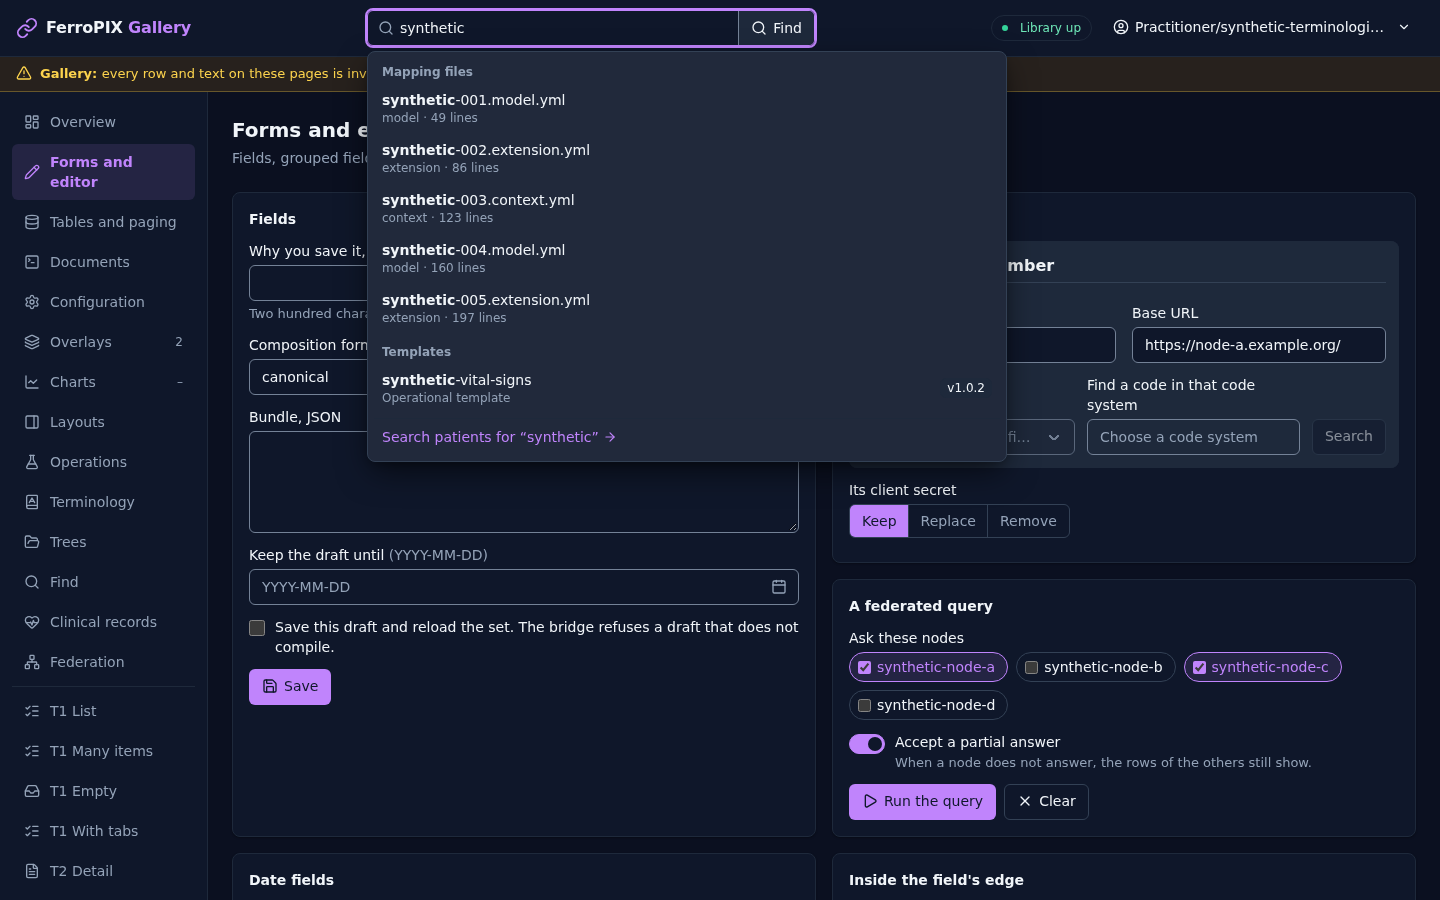 FerroPIX Gallery
synthetic
Find
Library up
Practitioner/synthetic-terminologi...
Gallery: every row and text on these pages is inv
Overview
Forms and editor
Tables and paging
Documents
Configuration
Overlays 2
Charts –
Layouts
Operations
Terminology
Trees
Find
Clinical records
Federation
T1 List
T1 Many items
T1 Empty
T1 With tabs
T2 Detail
Mapping files
synthetic-001.model.yml
model · 49 lines
synthetic-002.extension.yml
extension · 86 lines
synthetic-003.context.yml
context · 123 lines
synthetic-004.model.yml
model · 160 lines
synthetic-005.extension.yml
extension · 197 lines
Templates
synthetic-vital-signs
Operational template
v1.0.2
Search patients for “synthetic” →
Forms and e
Fields, grouped fiel
Fields
Why you save it,
Two hundred chara
Composition form
canonical
Bundle, JSON
Keep the draft until (YYYY-MM-DD)
YYYY-MM-DD
Save this draft and reload the set. The bridge refuses a draft that does not
compile.
Save
mber
Base URL
https://node-a.example.org/
Find a code in that code
system
fi...
Choose a code system
Search
Its client secret
Keep
Replace
Remove
A federated query
Ask these nodes
synthetic-node-a
synthetic-node-b
synthetic-node-c
synthetic-node-d
Accept a partial answer
When a node does not answer, the rows of the others still show.
Run the query
Clear
Date fields
Inside the field's edge